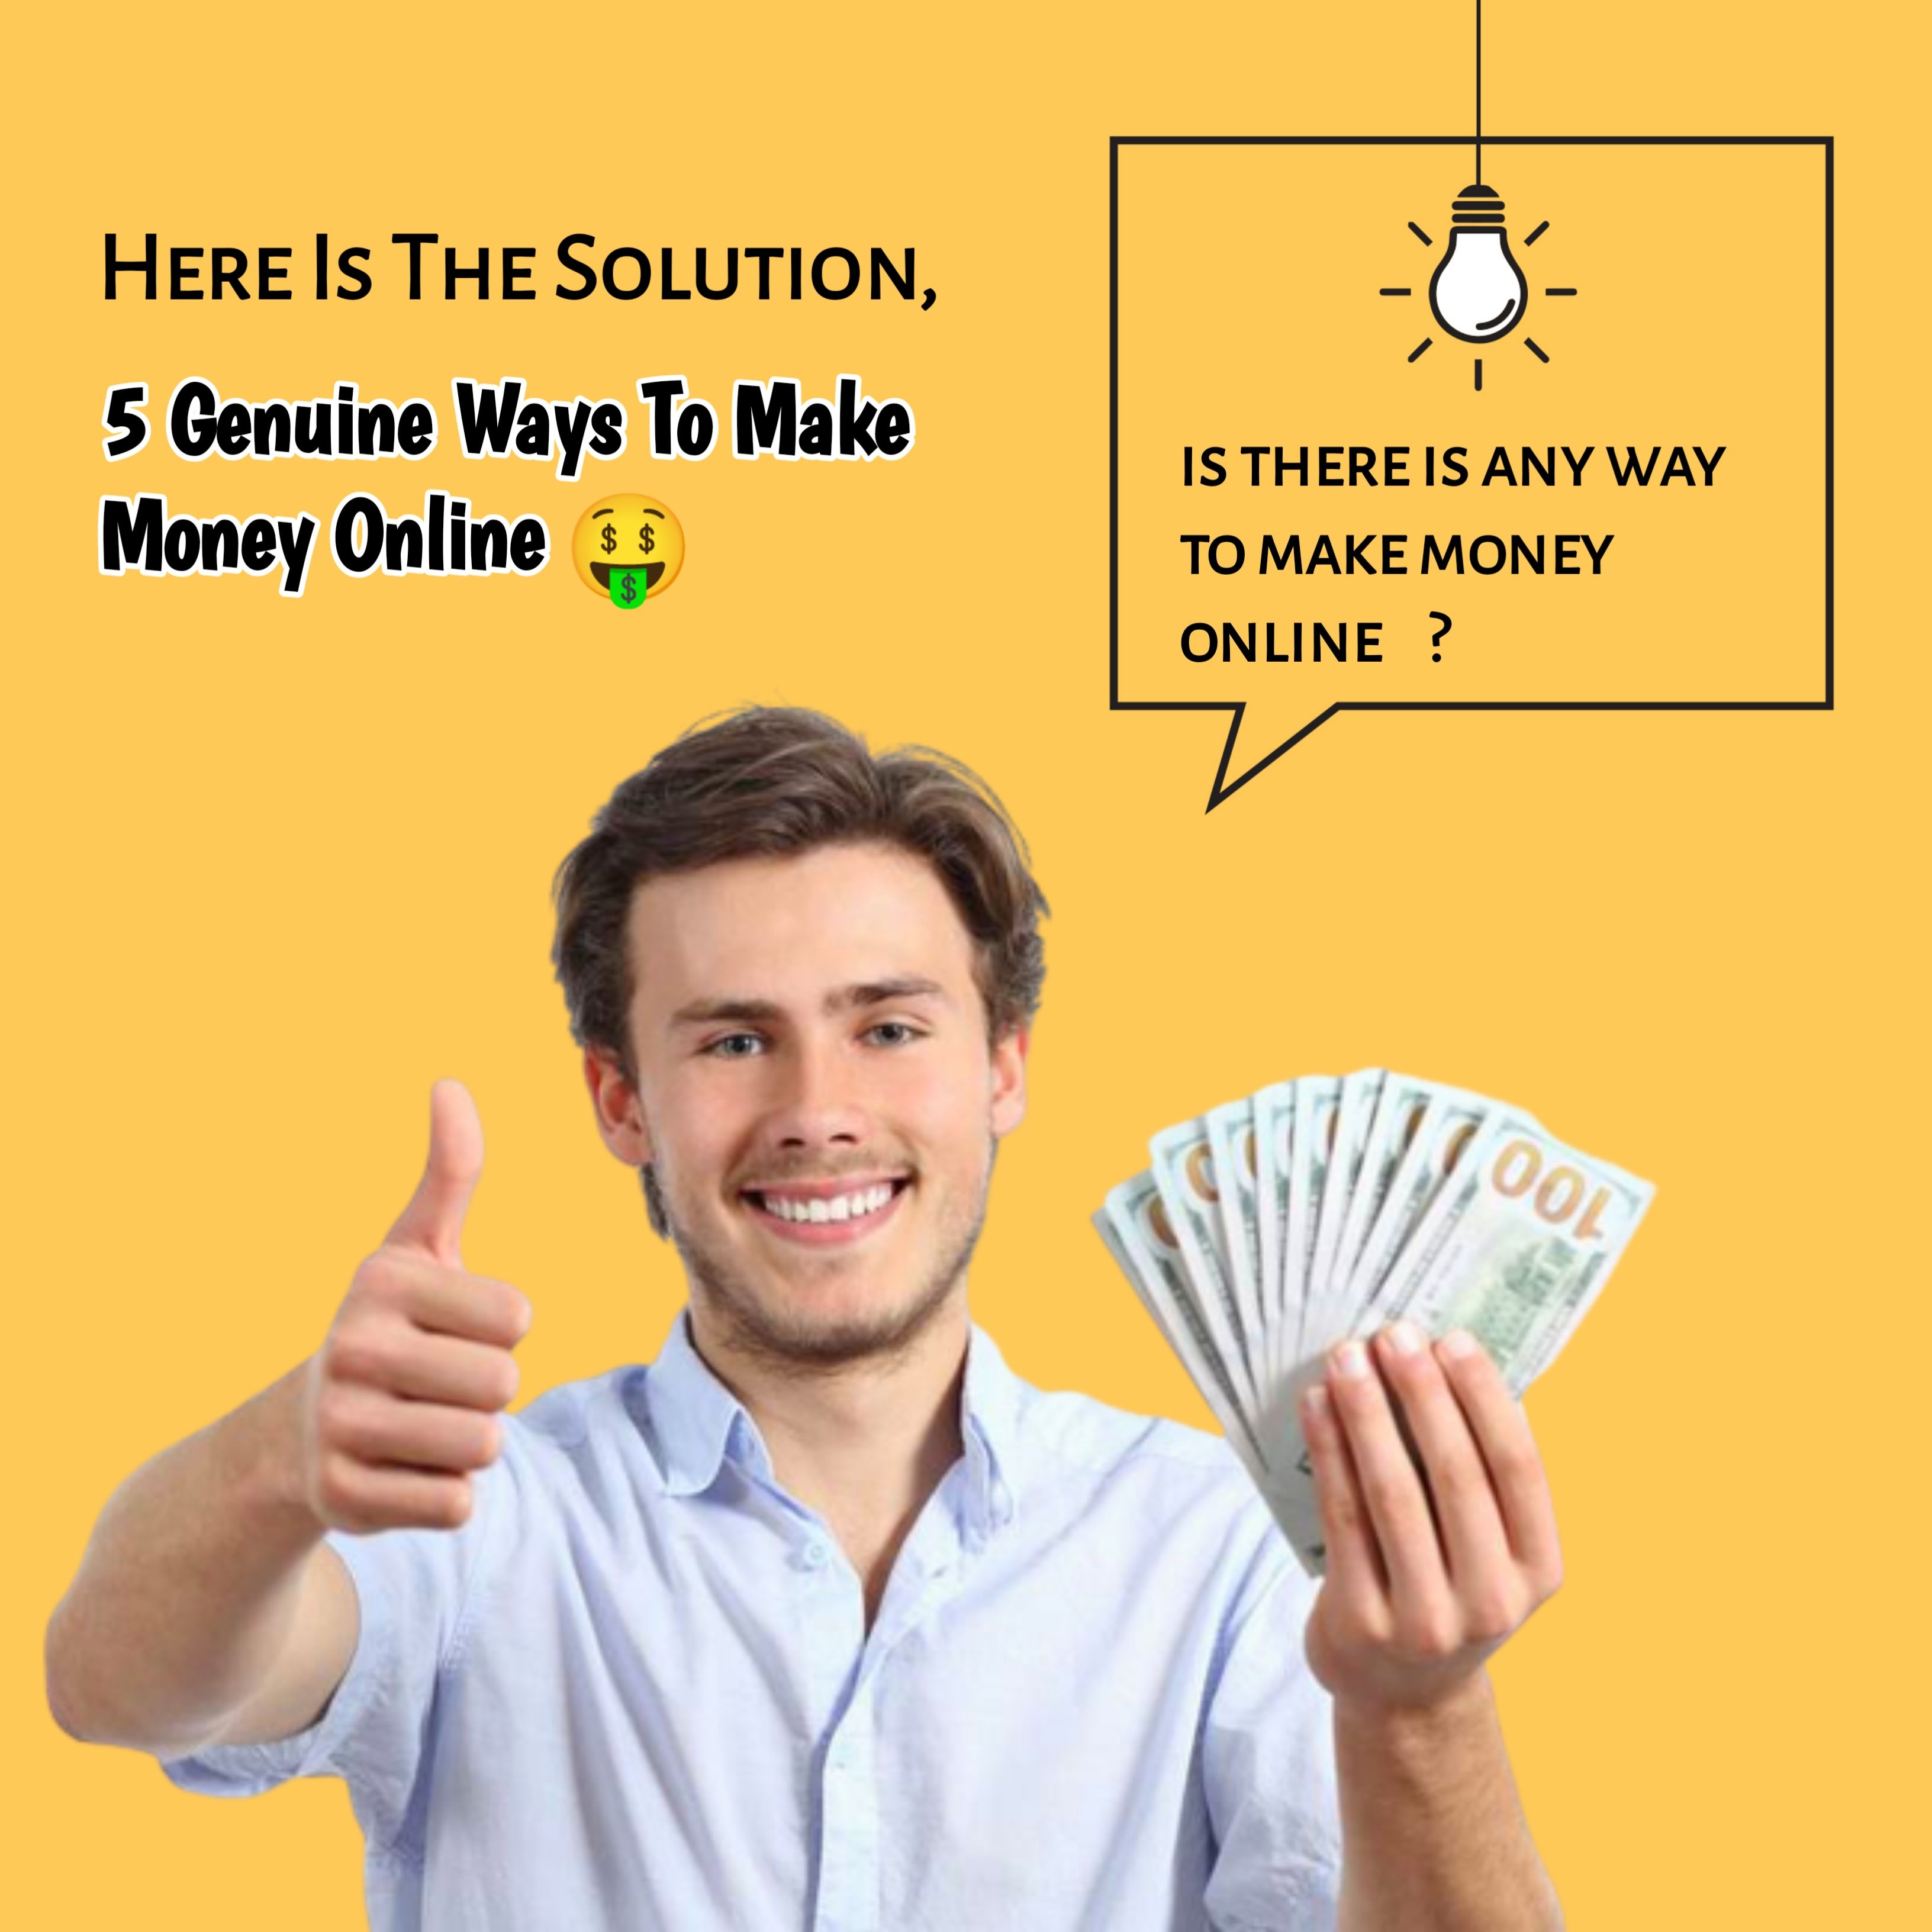 Here Is The Solution,
5 Genuine Ways To Make
Money Online
IS THERE IS ANY WAY
TO MAKE MONEY
ONLINE ?
100